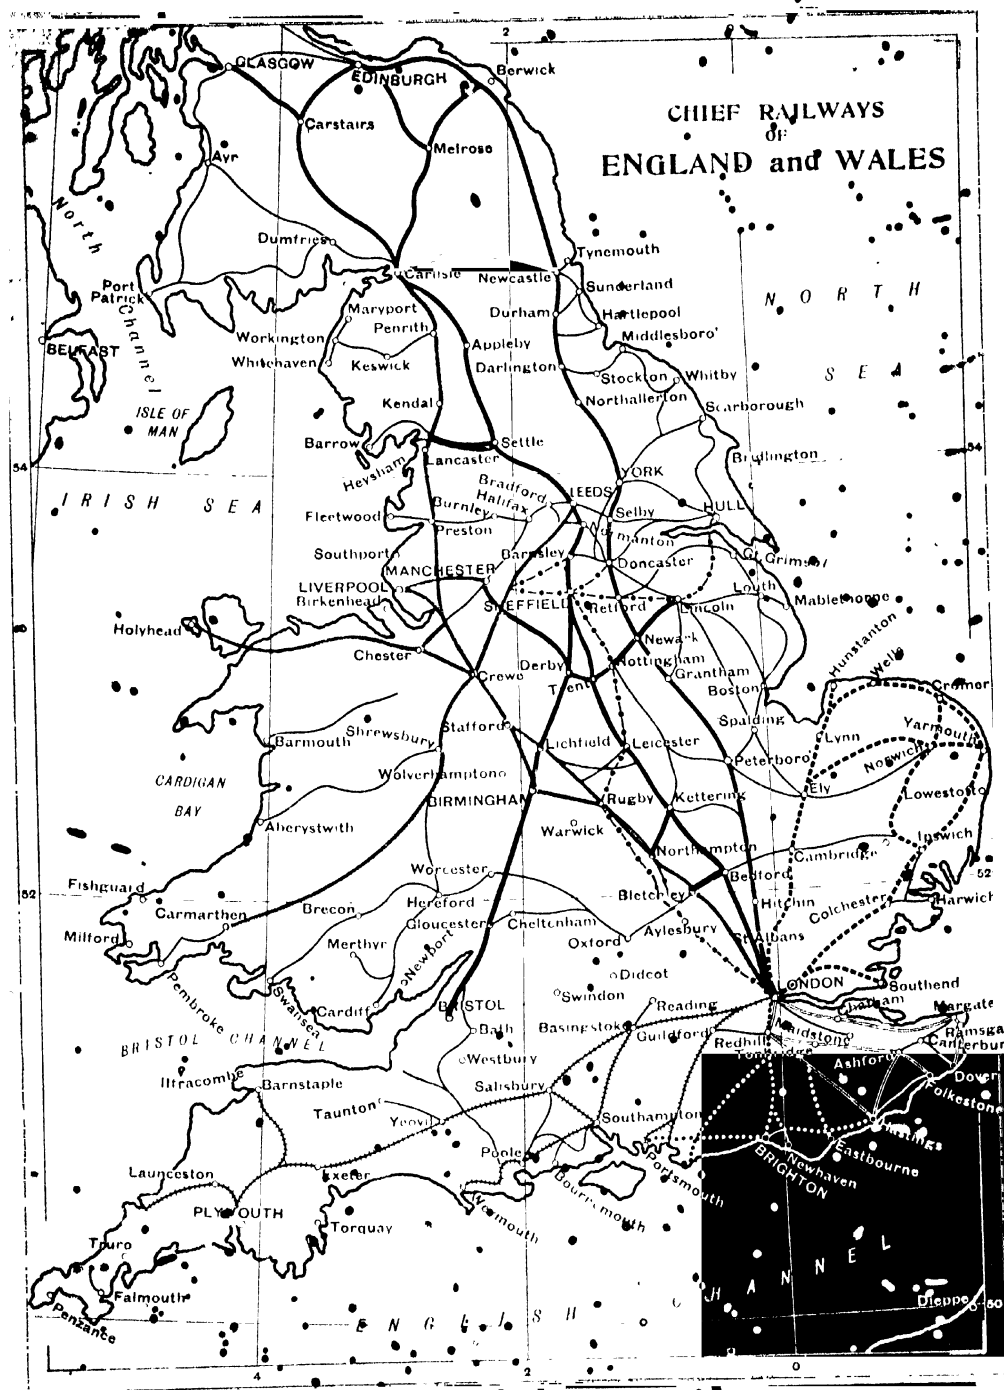 2
GLASGOW
EDINBURGH
Berwick
CHIEF RAILWAYS
OF
ENGLAND and WALES
Carstairs
Melrose
Ayr
North
Channel
Dumfries
Carlisle
Newcastle
Tynemouth
Sunderland
Port
Patrick
Maryport
Penrith
Durham
Hartlepool
NORTH
SEA
BELFAST
Workington
Whitehaven
Keswick
Appleby
Darlington
Middlesboro'
Stockton
Whitby
ISLE OF
MAN
Kendal
Northallerton
Scarborough
Barrow
Settle
Heysham
Lancaster
YORK
Bridlington
54
54
IRISH SEA
Bradford
LEEDS
Halifax
Burnley
Fleetwood
Preston
Selby
HULL
Normanton
Southport
MANCHESTER
Barnsley
Doncaster
Gt Grimsby
LIVERPOOL
Birkenhead
SHEFFIELD
Retford
Lincoln
Louth
Mablethorpe
Holyhead
Chester
Newark
Crewe
Derby
Trent
Nottingham
Grantham
Boston
Hunstanton
Wells
Cromer
Barmouth
Shrewsbury
Stafford
Lichfield
Leicester
Spalding
Lynn
Norwich
Yarmouth
CARDIGAN
BAY
Wolverhampton
Peterboro'
BIRMINGHAM
Rugby
Kettering
Ely
Lowestoft
Aberystwith
Warwick
Northampton
Cambridge
Ipswich
Worcester
Bedford
52
52
Fishguard
Carmarthen
Brecon
Hereford
Gloucester
Cheltenham
Bletchley
Hitchin
Colchester
Harwich
Milford
Merthyr
Newport
Oxford
Aylesbury
St Albans
Pembroke
Swansea
Cardiff
BRISTOL
Didcot
Swindon
LONDON
Southend
Chatham
Margate
BRISTOL CHANNEL
Bath
Basingstoke
Reading
Guildford
Redhill
Maidstone
Ramsga
Canterbur
Ilfracombe
Barnstaple
Westbury
Tonbridge
Ashford
Dover
Folkestone
Taunton
Yeovil
Salisbury
Southampton
Hastings
Launceston
Exeter
Poole
Bournemouth
Portsmouth
BRIGHTON
Newhaven
Eastbourne
PLYMOUTH
Torquay
Weymouth
Truro
Falmouth
Penzance
ENGLISH CHANNEL
Dieppe
50
4
2
0